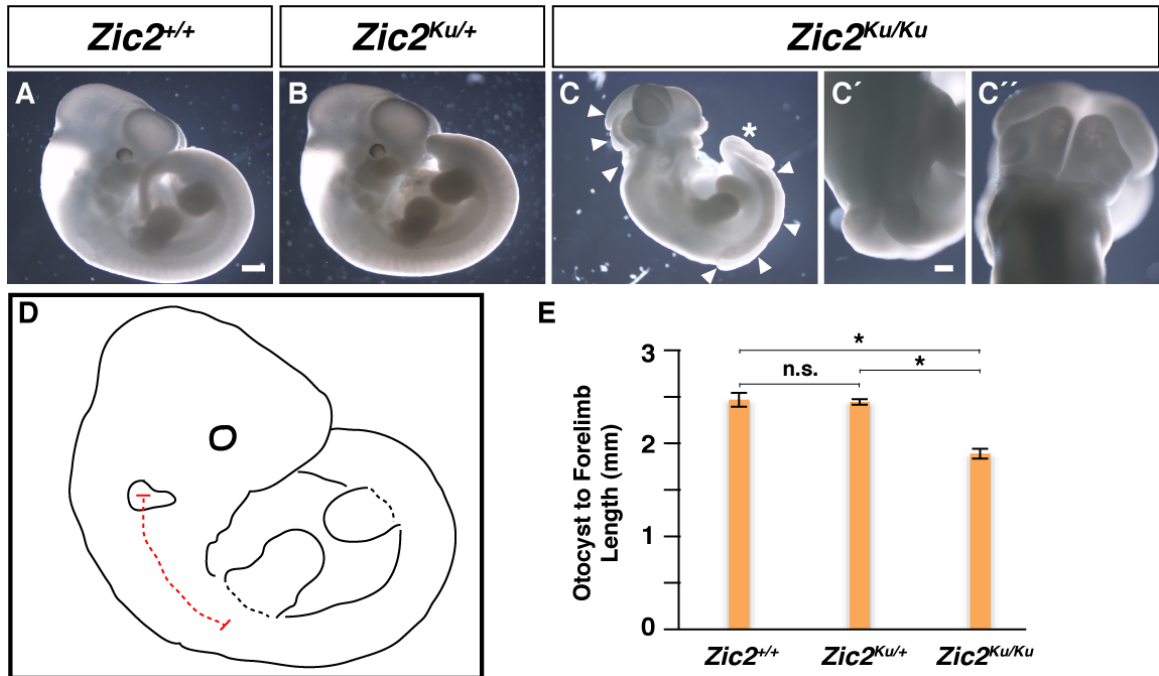 Zic2+/+
Zic2Ku/+
Zic2Ku/Ku
A
B
C
*
C´
C´´
D
E
Otocyst to Forelimb
Length (mm)
3
2
1
0
*
n.s.
*
Zic2+/+
Zic2Ku/+
Zic2Ku/Ku